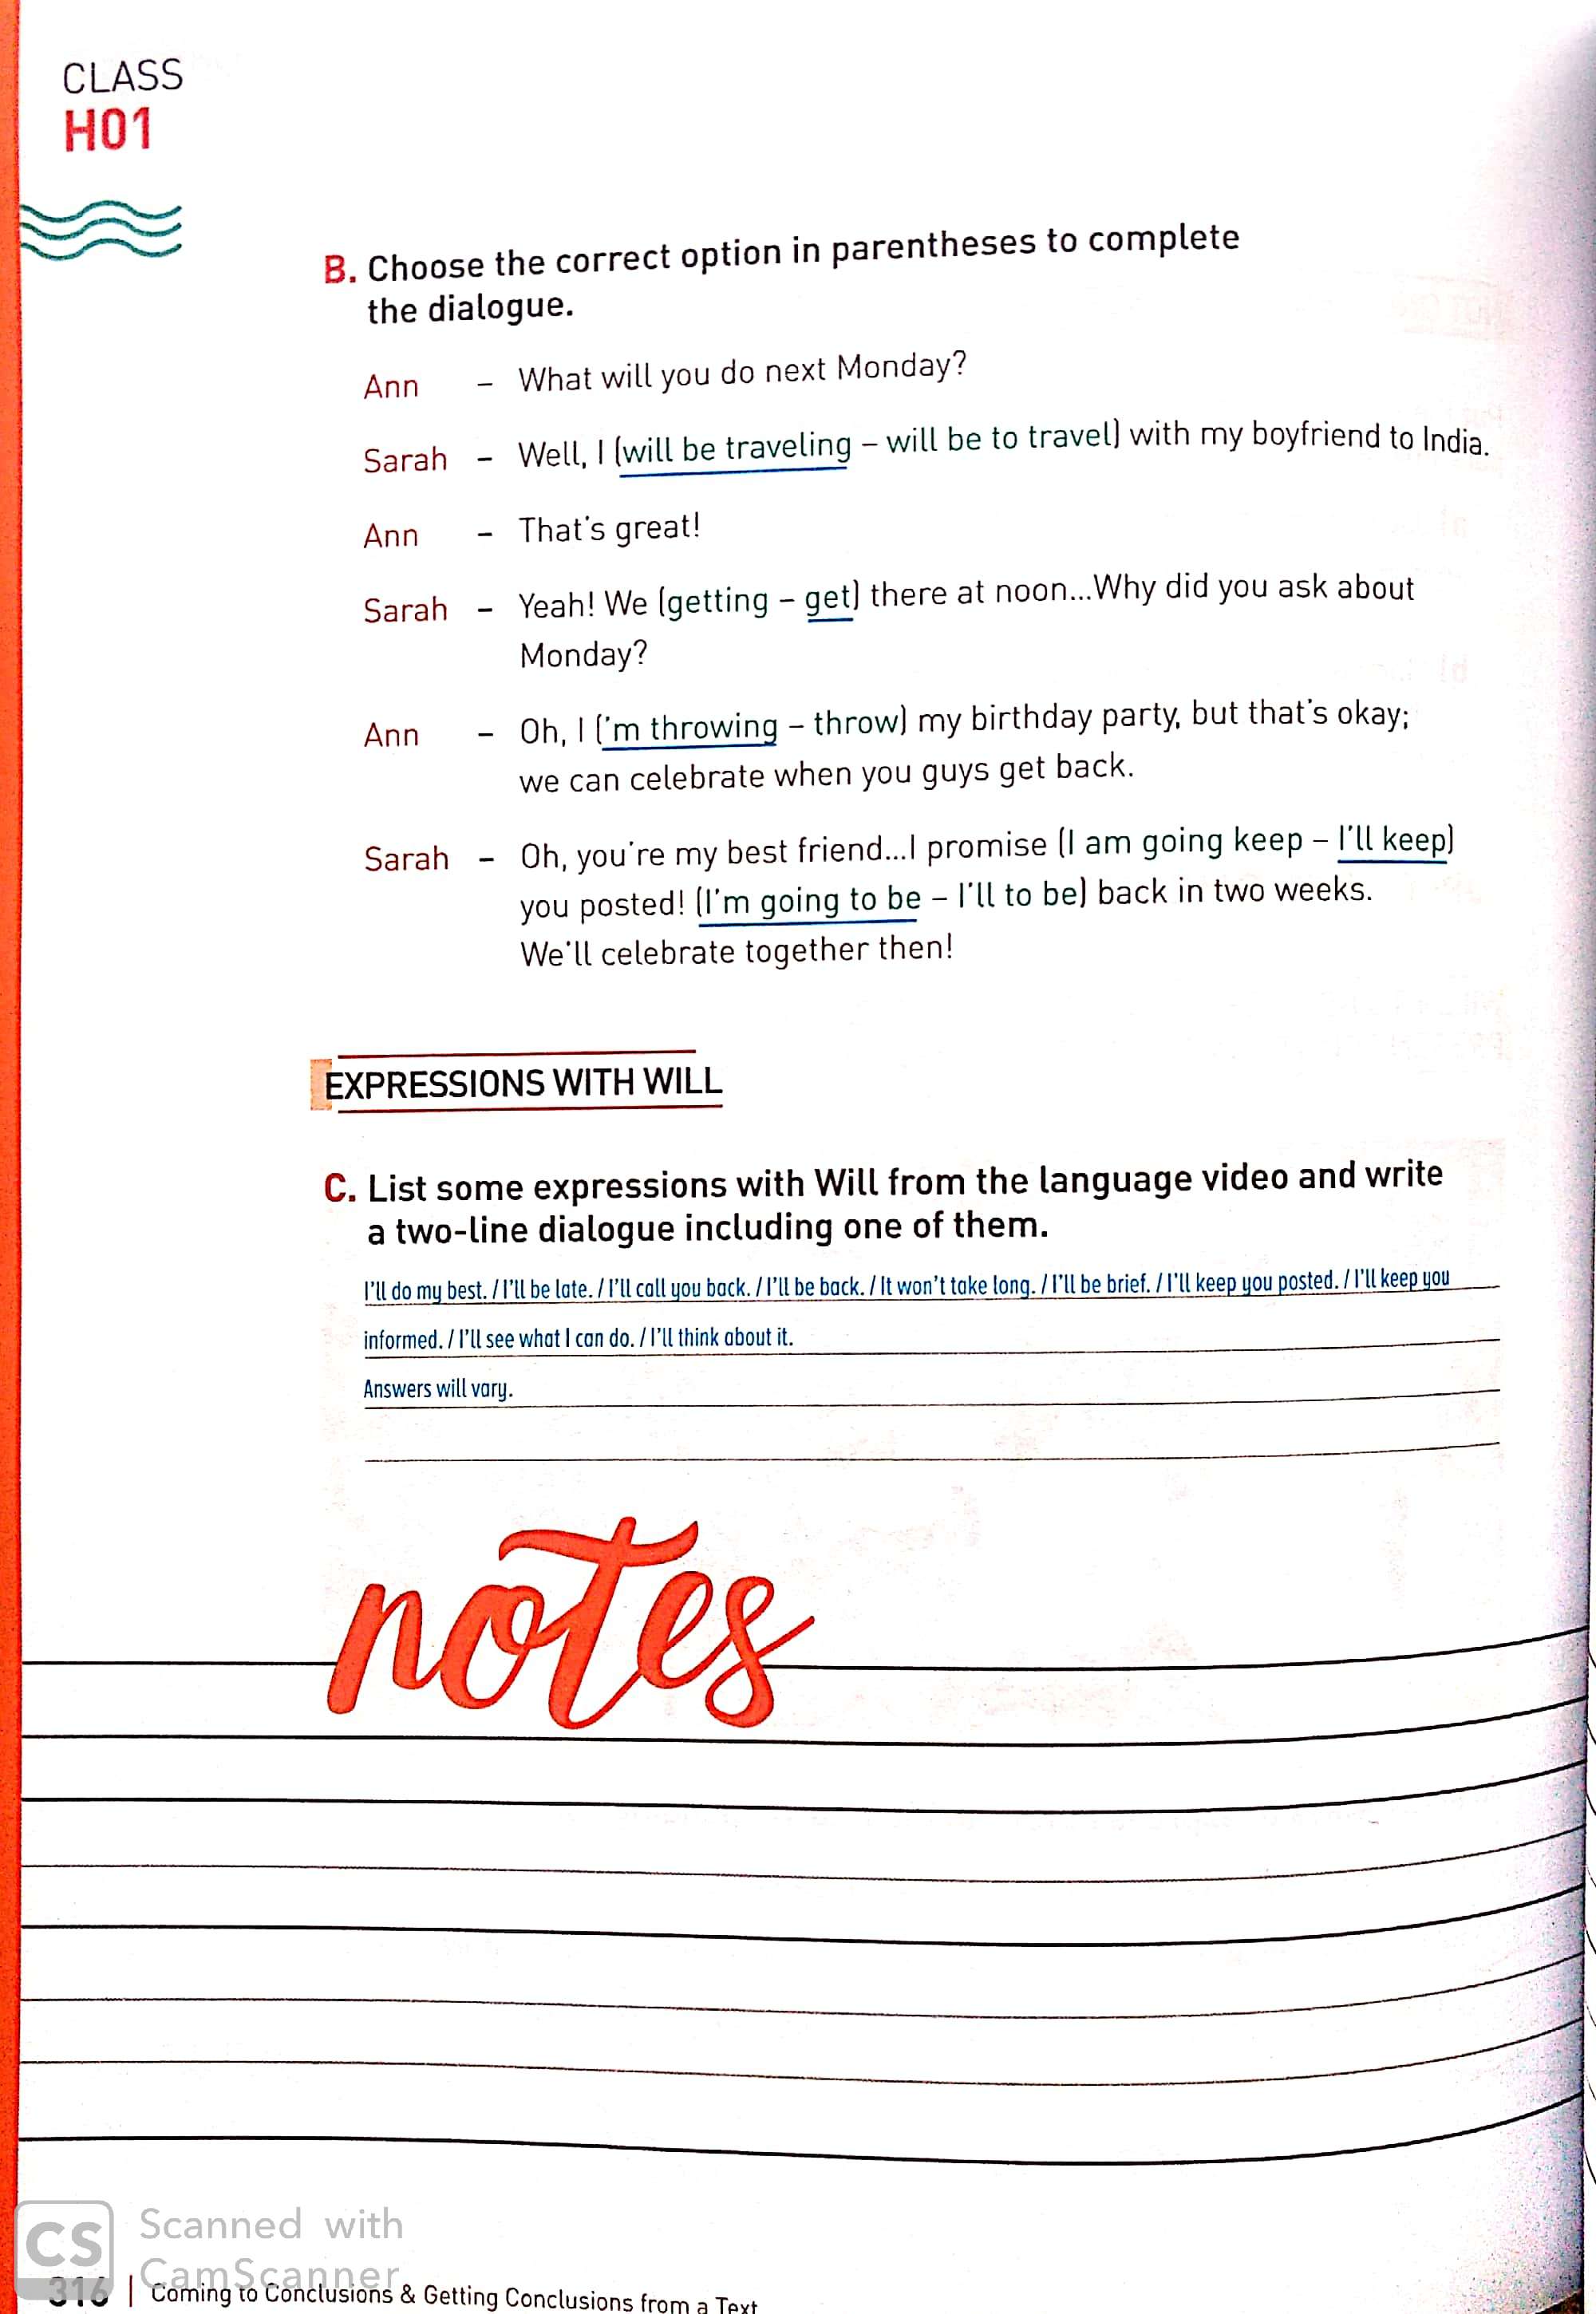 CLASS
H01
B. Choose the correct option in parentheses to complete
the dialogue.
Ann – What will you do next Monday?
Sarah – Well, I (will be traveling – will be to travel) with my boyfriend to India.
Ann – That's great!
Sarah – Yeah! We (getting – get) there at noon...Why did you ask about
Monday?
Ann – Oh, I ('m throwing – throw) my birthday party, but that's okay;
we can celebrate when you guys get back.
Sarah – Oh, you're my best friend...I promise (I am going keep – I'll keep)
you posted! (I'm going to be – I'll to be) back in two weeks.
We'll celebrate together then!
EXPRESSIONS WITH WILL
C. List some expressions with Will from the language video and write
a two-line dialogue including one of them.
I'll do my best. / I'll be late. / I'll call you back. / I'll be back. / It won't take long. / I'll be brief. / I'll keep you posted. / I'll keep you
informed. / I'll see what I can do. / I'll think about it.
Answers will vary.
notes
CS Scanned with
CamScanner
316 | Coming to Conclusions & Getting Conclusions from a Text